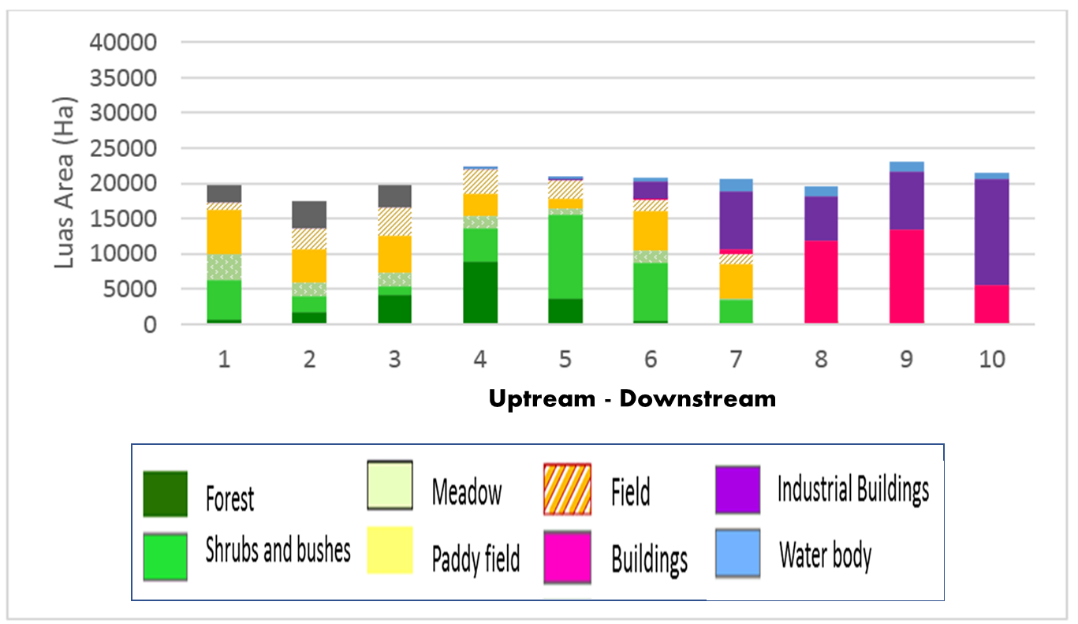 40000
35000
30000
25000
20000
15000
10000
5000
0
Luas Area (Ha)
1 2 3 4 5 6 7 8 9 10
Uptream - Downstream
Forest Meadow Field Industrial Buildings
Shrubs and bushes Paddy field Buildings Water body